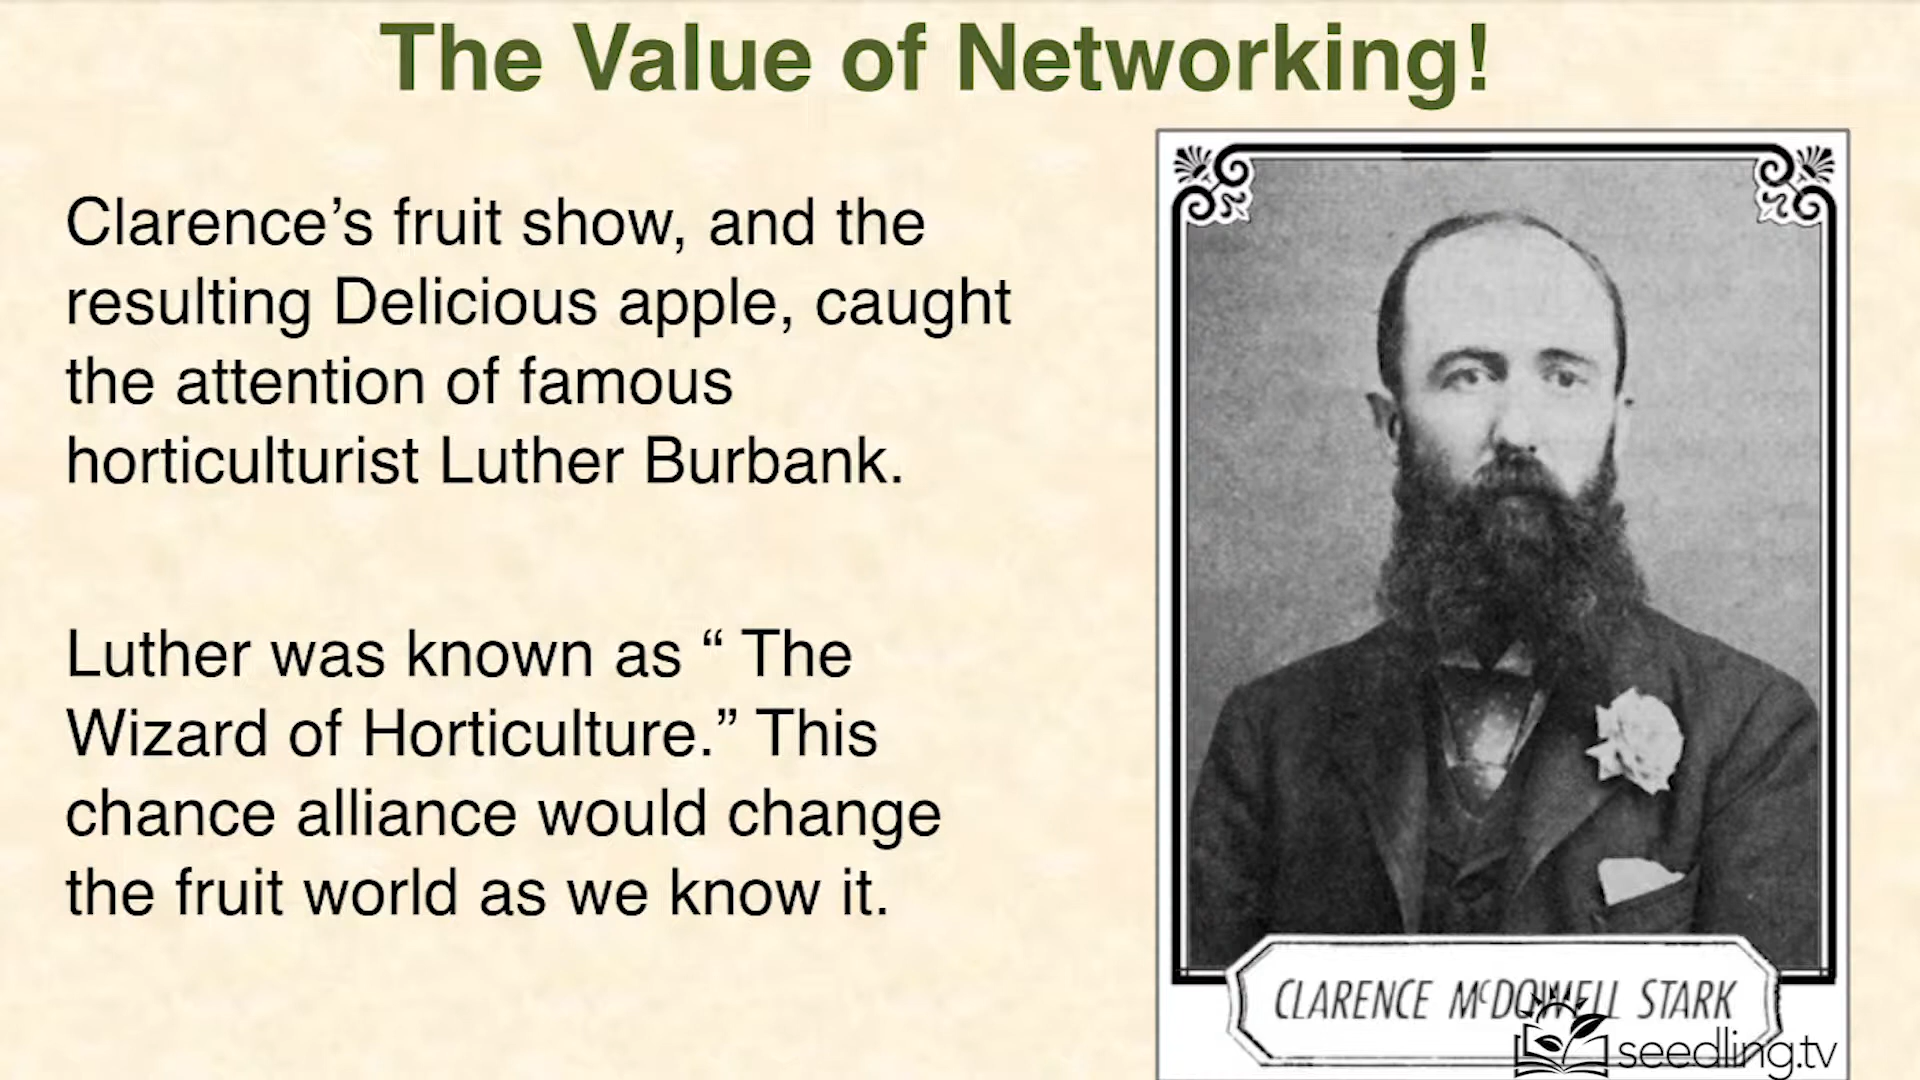 The Value of Networking!
Clarence’s fruit show, and the
resulting Delicious apple, caught
the attention of famous
horticulturist Luther Burbank.
Luther was known as “ The
Wizard of Horticulture.” This
chance alliance would change
the fruit world as we know it.
CLARENCE McDOWELL STARK
seedling.tv